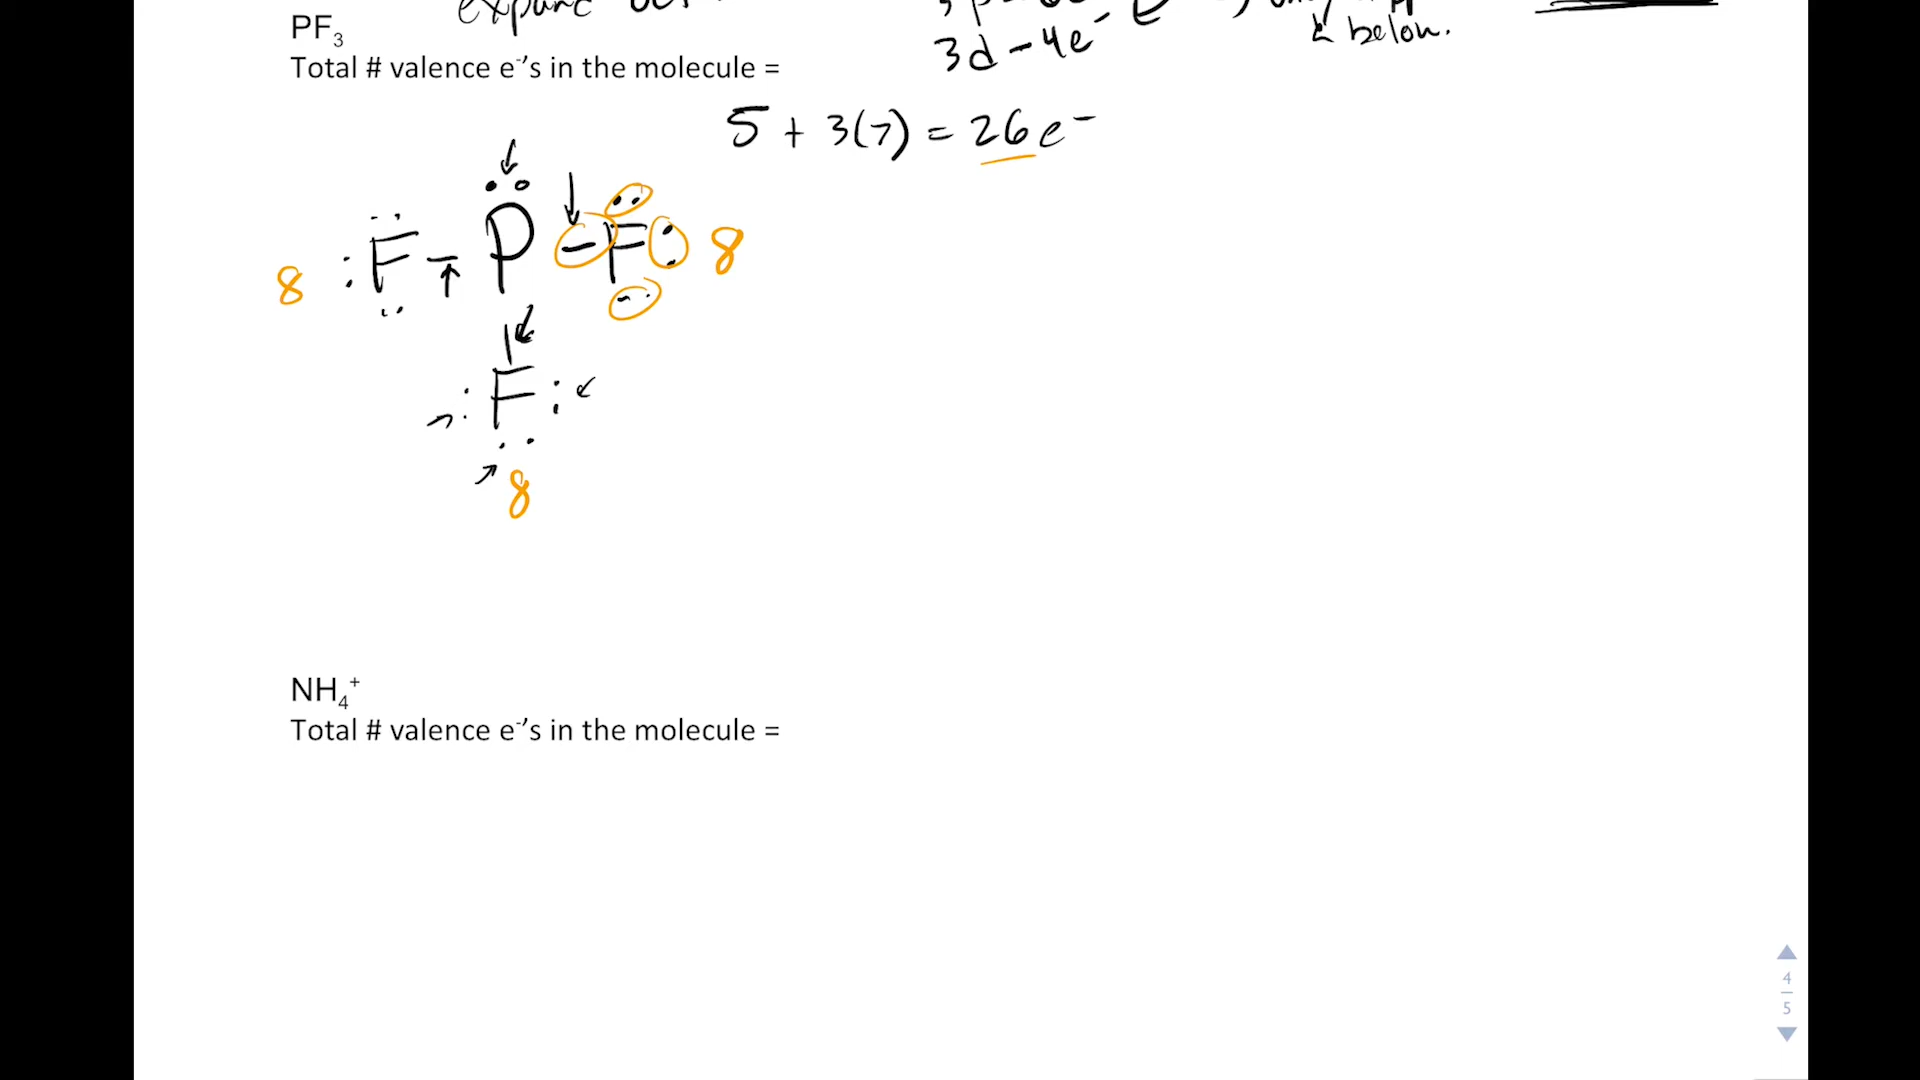 expand
PF₃
3d - 4e⁻
& below.
Total # valence e⁻'s in the molecule =
5 + 3(7) = 26e⁻
F - P - F 8
8
F
8
NH₄⁺
Total # valence e⁻'s in the molecule =
4
5